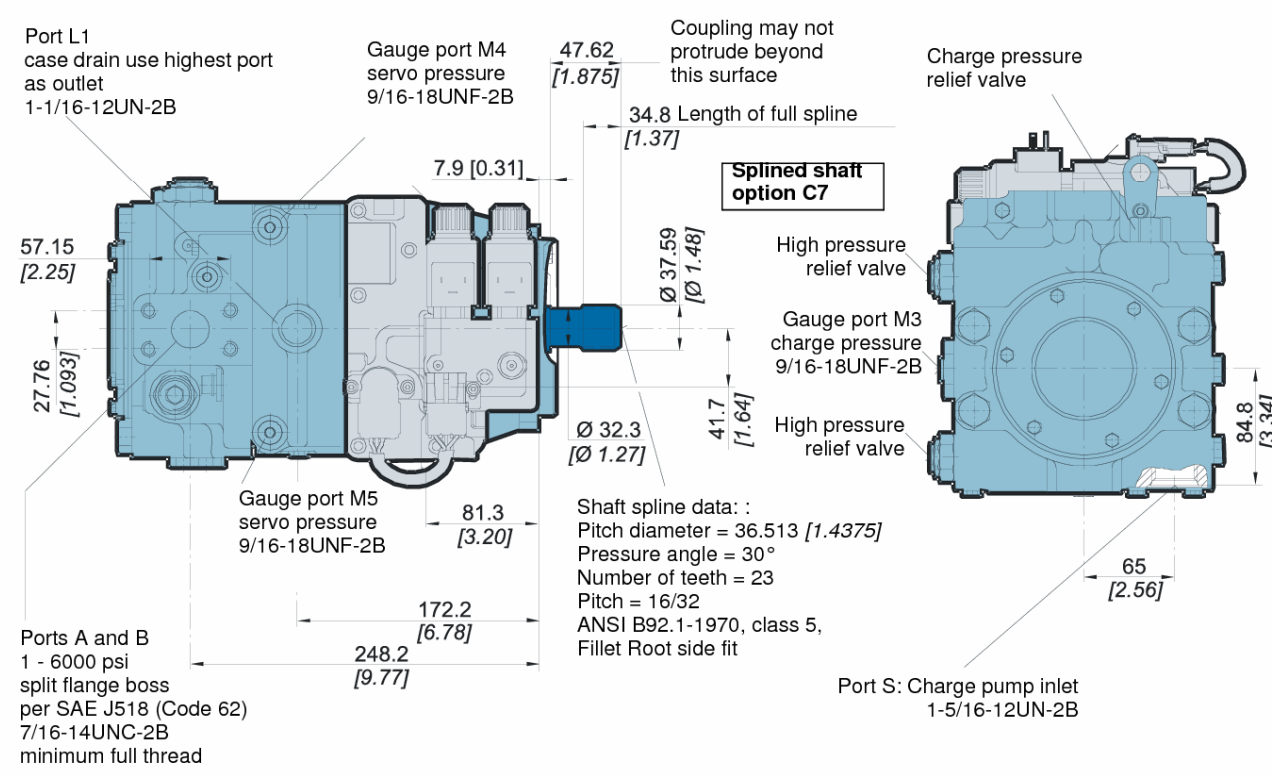 Port L1
case drain use highest port
as outlet
1-1/16-12UN-2B
Gauge port M4
servo pressure
9/16-18UNF-2B
47.62
[1.875]
Coupling may not
protrude beyond
this surface
34.8 Length of full spline
[1.37]
7.9 [0.31]
Splined shaft
option C7
Charge pressure
relief valve
57.15
[2.25]
27.76
[1.093]
Ø 37.59
[Ø 1.48]
High pressure
relief valve
Gauge port M3
charge pressure
9/16-18UNF-2B
High pressure
relief valve
41.7
[1.64]
Ø 32.3
[Ø 1.27]
84.8
[3.34]
Gauge port M5
servo pressure
9/16-18UNF-2B
81.3
[3.20]
Shaft spline data: :
Pitch diameter = 36.513 [1.4375]
Pressure angle = 30°
Number of teeth = 23
Pitch = 16/32
ANSI B92.1-1970, class 5,
Fillet Root side fit
65
[2.56]
172.2
[6.78]
248.2
[9.77]
Ports A and B
1 - 6000 psi
split flange boss
per SAE J518 (Code 62)
7/16-14UNC-2B
minimum full thread
Port S: Charge pump inlet
1-5/16-12UN-2B